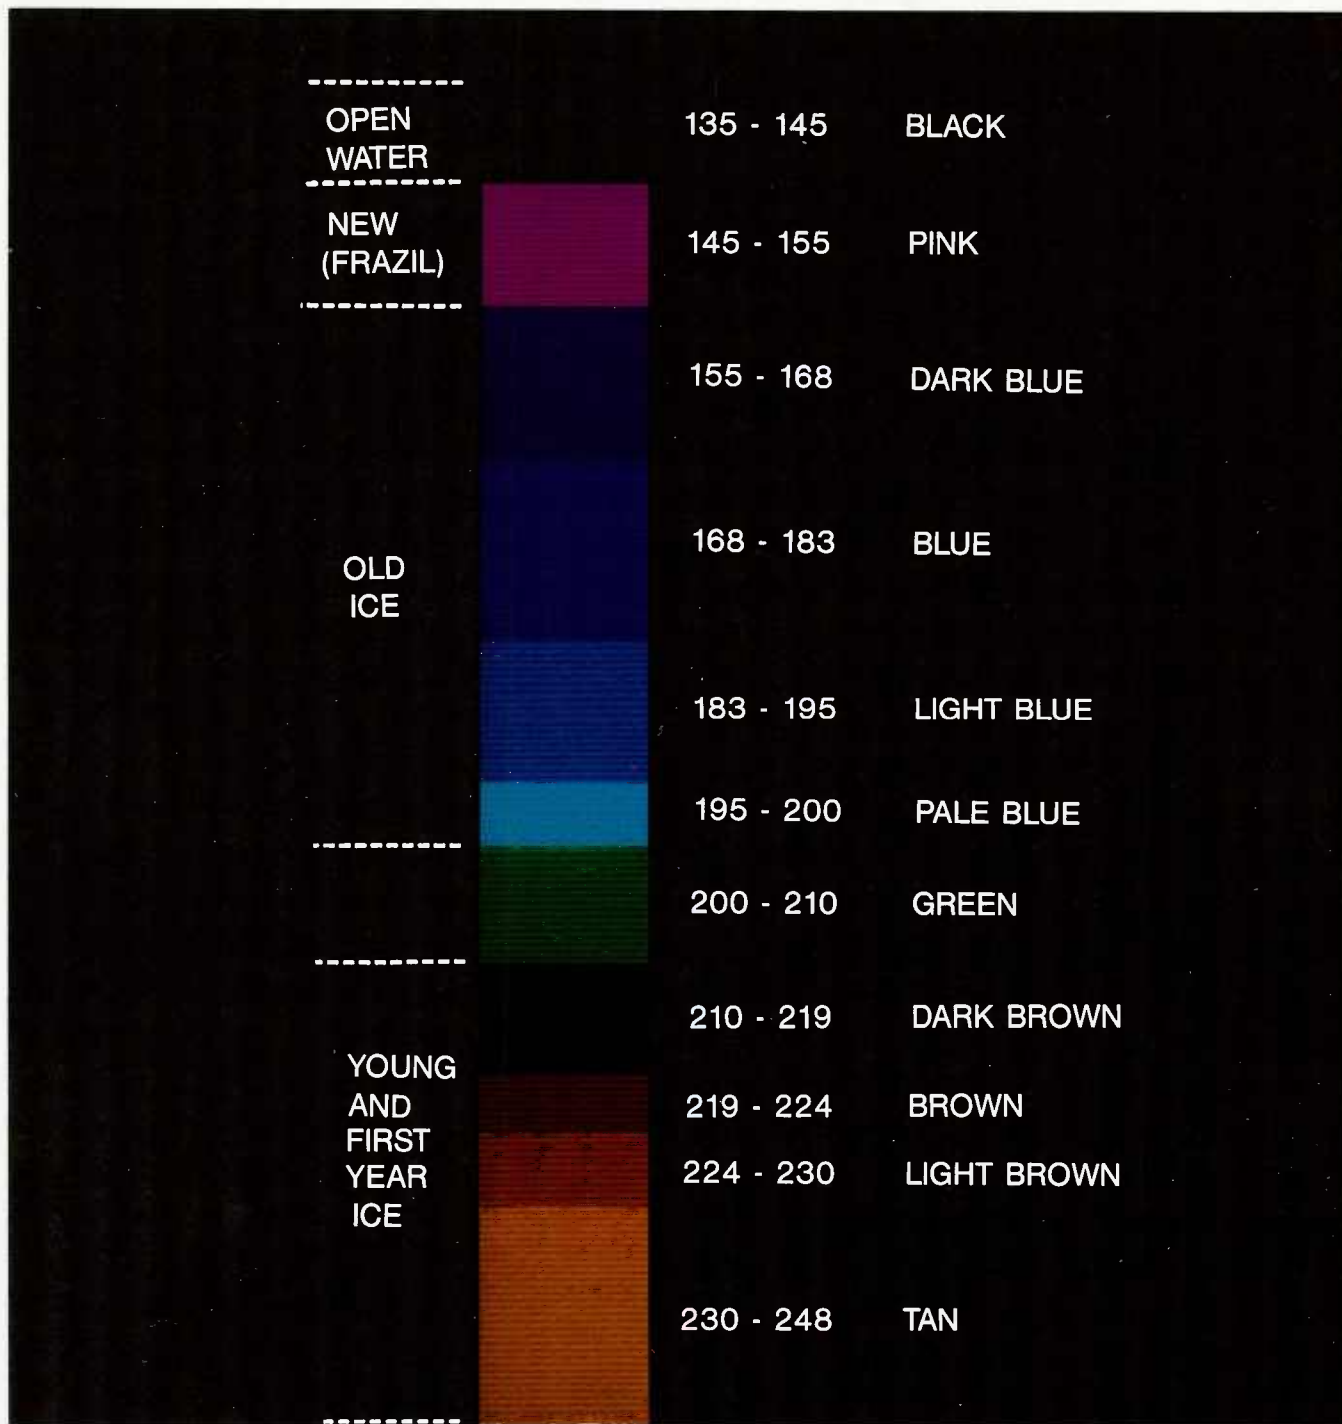 OPEN
WATER
135 - 145 BLACK
NEW
(FRAZIL)
145 - 155 PINK
155 - 168 DARK BLUE
OLD
ICE
168 - 183 BLUE
183 - 195 LIGHT BLUE
195 - 200 PALE BLUE
200 - 210 GREEN
210 - 219 DARK BROWN
YOUNG
AND
FIRST
YEAR
ICE
219 - 224 BROWN
224 - 230 LIGHT BROWN
230 - 248 TAN